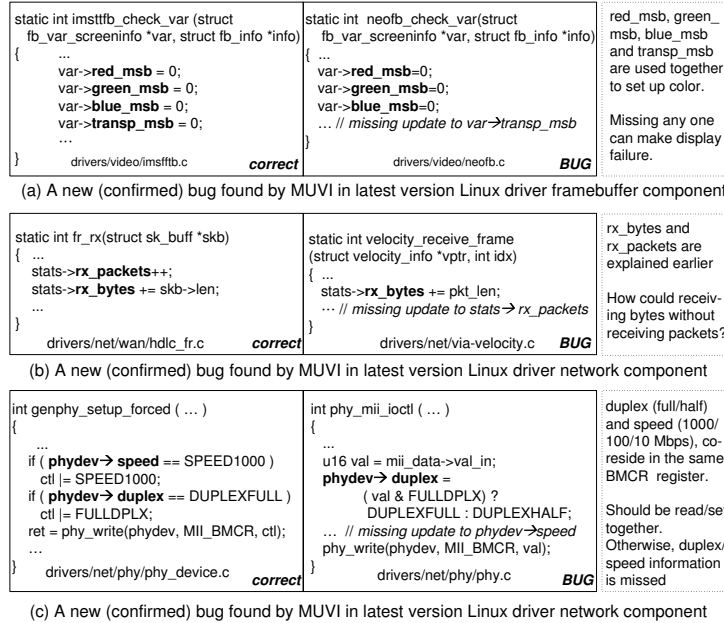 static int imsttfb_check_var (struct
fb_var_screeninfo *var, struct fb_info *info)
{ ...
var->red_msb = 0;
var->green_msb = 0;
var->blue_msb = 0;
var->transp_msb = 0;
...
}
drivers/video/imsfftb.c correct
static int neofb_check_var(struct
fb_var_screeninfo *var, struct fb_info *info)
{ ...
var->red_msb=0;
var->green_msb=0;
var->blue_msb=0;
... // missing update to var→transp_msb
}
drivers/video/neofb.c BUG
red_msb, green_
msb, blue_msb
and transp_msb
are used together
to set up color.
Missing any one
can make display
failure.
(a) A new (confirmed) bug found by MUVI in latest version Linux driver framebuffer component
static int fr_rx(struct sk_buff *skb)
{ ...
stats->rx_packets++;
stats->rx_bytes += skb->len;
...
}
drivers/net/wan/hdlc_fr.c correct
static int velocity_receive_frame
(struct velocity_info *vptr, int idx)
{ ...
stats->rx_bytes += pkt_len;
... // missing update to stats→ rx_packets
}
drivers/net/via-velocity.c BUG
rx_bytes and
rx_packets are
explained earlier
How could receiv-
ing bytes without
receiving packets?
(b) A new (confirmed) bug found by MUVI in latest version Linux driver network component
int genphy_setup_forced ( ... )
{
...
if ( phydev→ speed == SPEED1000 )
ctl |= SPEED1000;
if ( phydev→ duplex == DUPLEXFULL )
ctl |= FULLDPLX;
ret = phy_write(phydev, MII_BMCR, ctl);
...
}
drivers/net/phy/phy_device.c correct
int phy_mii_ioctl ( ... )
{
...
u16 val = mii_data->val_in;
phydev→ duplex =
( val & FULLDPLX) ?
DUPLEXFULL : DUPLEXHALF;
... // missing update to phydev→speed
phy_write(phydev, MII_BMCR, val);
}
drivers/net/phy/phy.c BUG
duplex (full/half)
and speed (1000/
100/10 Mbps), co-
reside in the same
BMCR register.
Should be read/set
together.
Otherwise, duplex/
speed information
is missed
(c) A new (confirmed) bug found by MUVI in latest version Linux driver network component